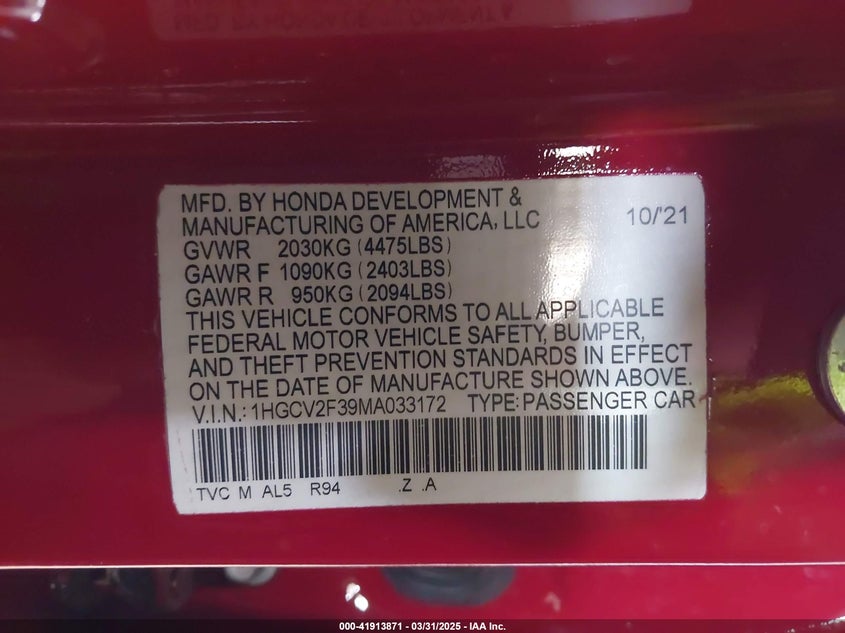 MFD. BY HONDA DEVELOPMENT &
MANUFACTURING OF AMERICA, LLC 10/'21
GVWR 2030KG (4475LBS)
GAWR F 1090KG (2403LBS)
GAWR R 950KG (2094LBS)
THIS VEHICLE CONFORMS TO ALL APPLICABLE
FEDERAL MOTOR VEHICLE SAFETY, BUMPER,
AND THEFT PREVENTION STANDARDS IN EFFECT
ON THE DATE OF MANUFACTURE SHOWN ABOVE.
V.I.N.: 1HGCV2F39MA033172 TYPE: PASSENGER CAR
TVC M AL5 R94 .Z .A
000-41913871 - 03/31/2025 - IAA Inc.